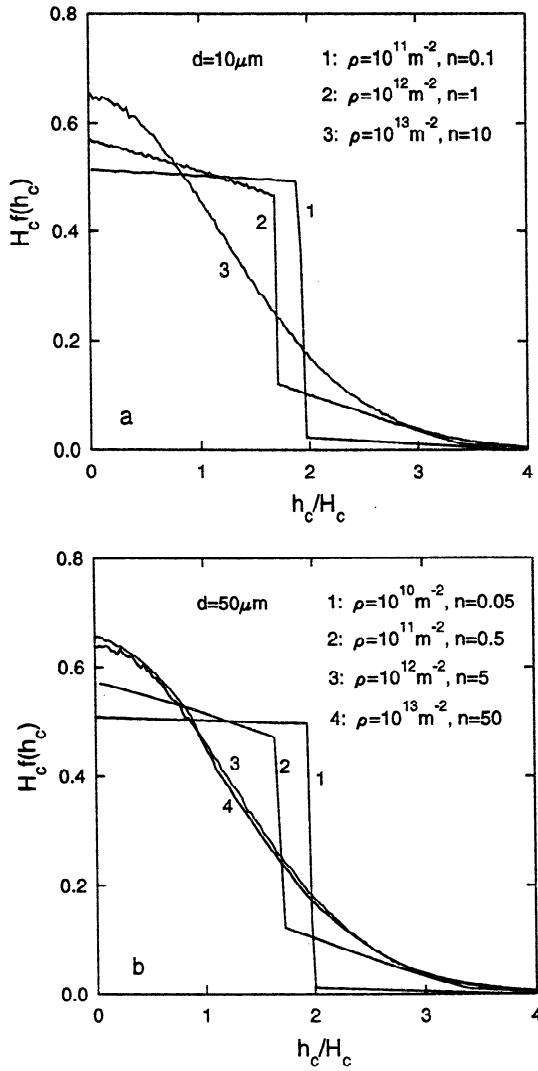 0.8
d=10μm
1: ρ=10¹¹m⁻², n=0.1
2: ρ=10¹²m⁻², n=1
3: ρ=10¹³m⁻², n=10
0.6
H_c f(h_c)
0.4
2
1
3
0.2
a
0.0
0 1 2 3 4
h_c/H_c
0.8
d=50μm
1: ρ=10¹⁰m⁻², n=0.05
2: ρ=10¹¹m⁻², n=0.5
3: ρ=10¹²m⁻², n=5
4: ρ=10¹³m⁻², n=50
0.6
H_c f(h_c)
0.4
3
2
1
4
0.2
b
0.0
0 1 2 3 4
h_c/H_c